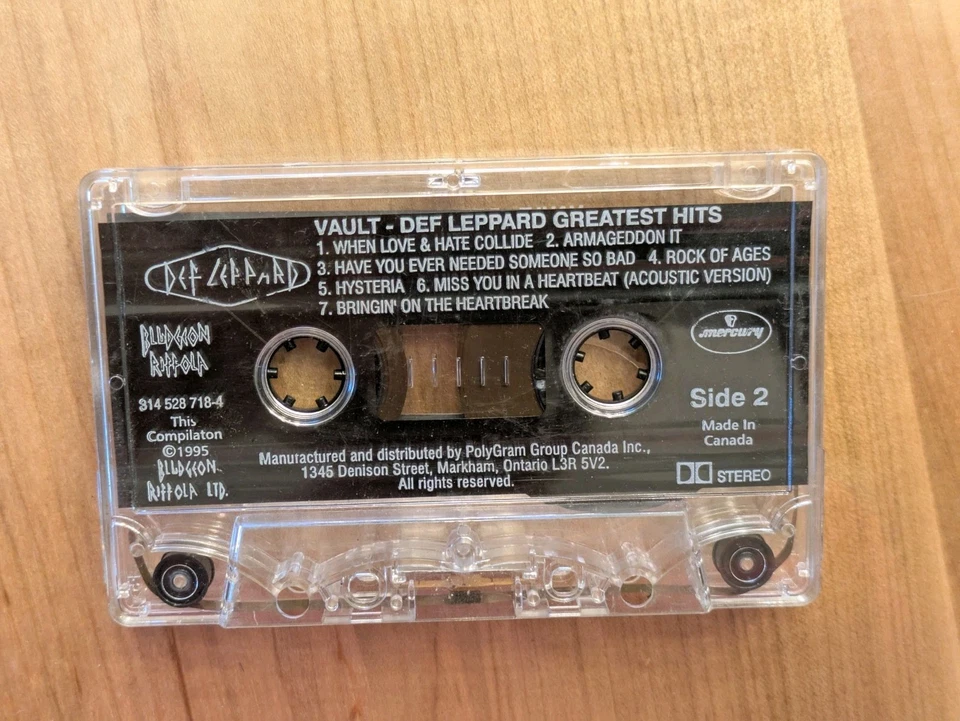 VAULT - DEF LEPPARD GREATEST HITS
1. WHEN LOVE & HATE COLLIDE 2. ARMAGEDDON IT
3. HAVE YOU EVER NEEDED SOMEONE SO BAD 4. ROCK OF AGES
5. HYSTERIA 6. MISS YOU IN A HEARTBEAT (ACOUSTIC VERSION)
7. BRINGIN' ON THE HEARTBREAK
DEF LEPPARD
BLUDGEON
RIFFOLA
314 528 718-4
This
Compilaton
©1995
BLUDGEON
RIFFOLA LTD.
mercury
Side 2
Made In
Canada
Manufactured and distributed by PolyGram Group Canada Inc.,
1345 Denison Street, Markham, Ontario L3R 5V2.
All rights reserved.
STEREO